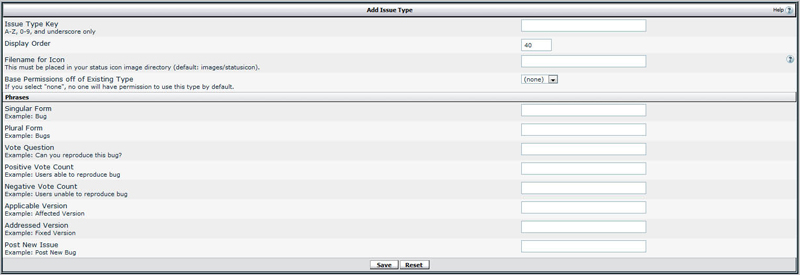 Add Issue Type
Help
Issue Type Key
A-Z, 0-9, and underscore only
Display Order
40
Filename for Icon
This must be placed in your status icon image directory (default: images/statusicon).
Base Permissions off of Existing Type
If you select "none", no one will have permission to use this type by default.
(none)
Phrases
Singular Form
Example: Bug
Plural Form
Example: Bugs
Vote Question
Example: Can you reproduce this bug?
Positive Vote Count
Example: Users able to reproduce bug
Negative Vote Count
Example: Users unable to reproduce bug
Applicable Version
Example: Affected Version
Addressed Version
Example: Fixed Version
Post New Issue
Example: Post New Bug
Save Reset